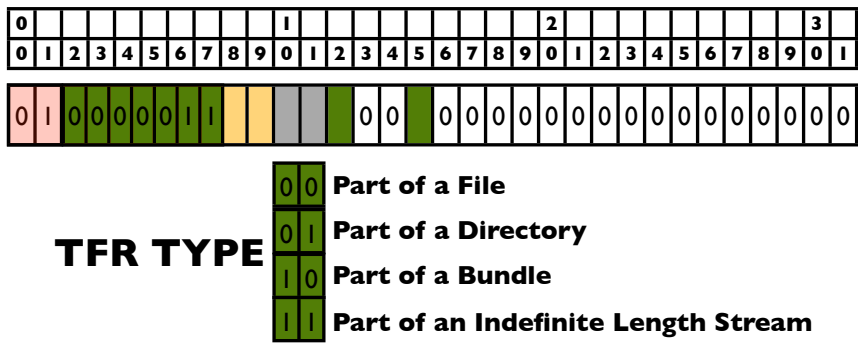 0 1 2 3
0 1 2 3 4 5 6 7 8 9 0 1 2 3 4 5 6 7 8 9 0 1 2 3 4 5 6 7 8 9 0 1
0 1 0 0 0 0 0 1 1 0 0 0 0 0 0 0 0 0 0 0 0 0 0 0 0 0 0
0 0 Part of a File
0 1 Part of a Directory
TFR TYPE
1 0 Part of a Bundle
1 1 Part of an Indefinite Length Stream